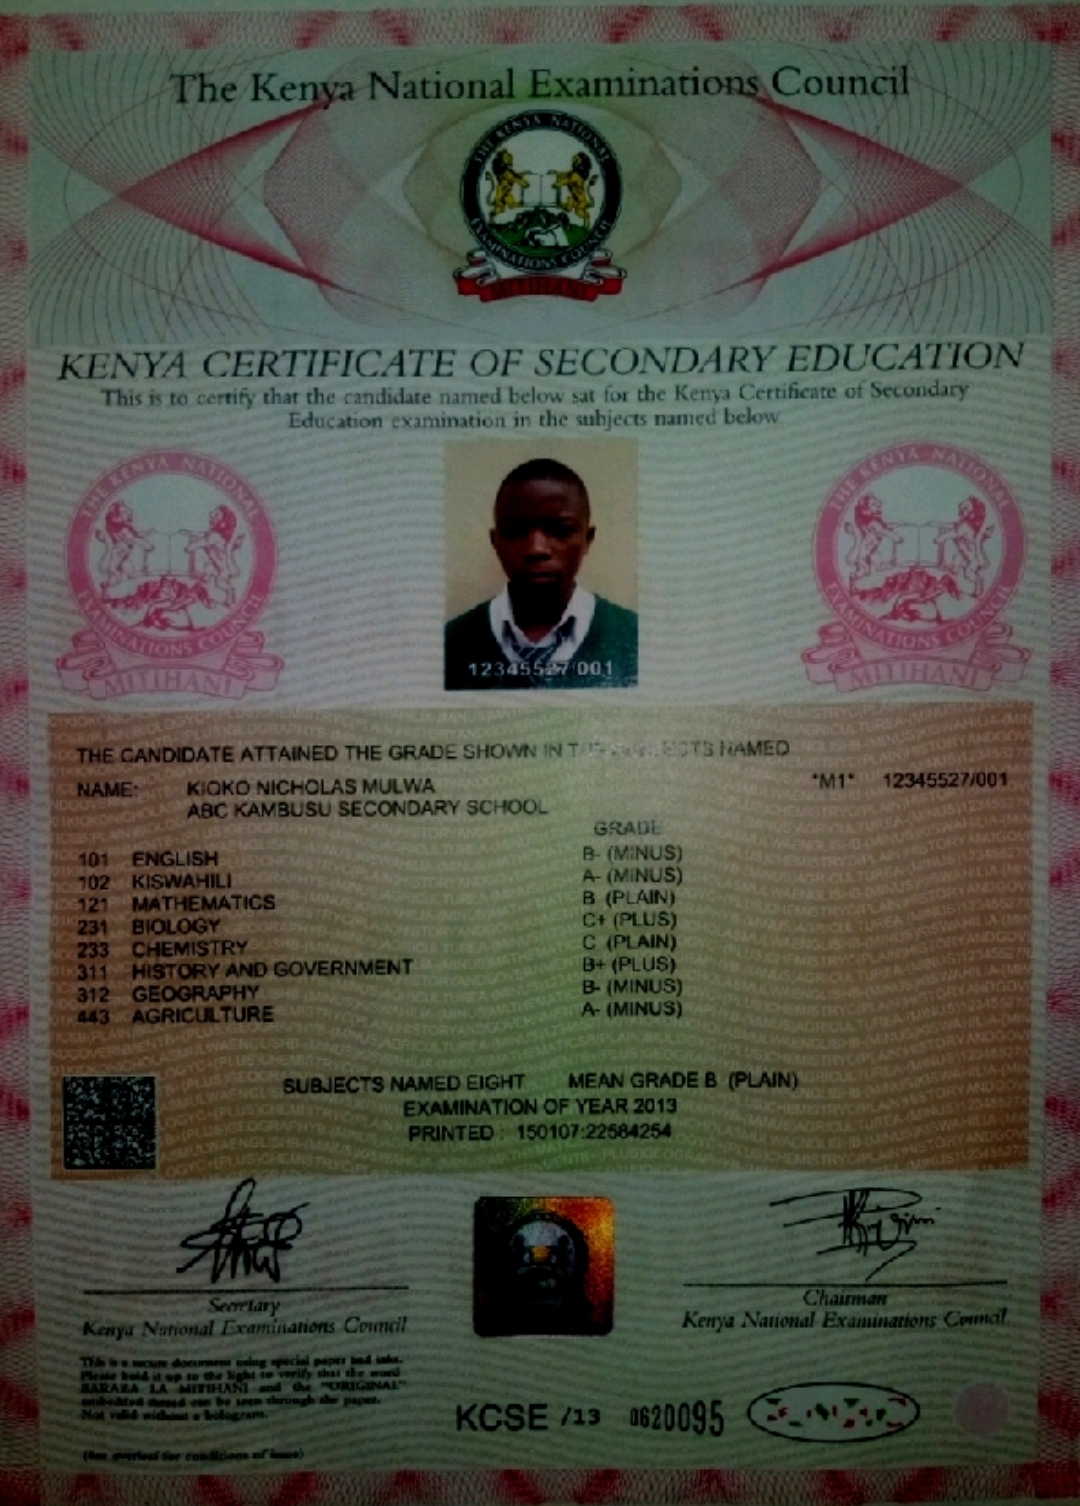 The Kenya National Examinations Council
THE KENYA NATIONAL
EXAMINATIONS COUNCIL
MITIHANI
KENYA CERTIFICATE OF SECONDARY EDUCATION
This is to certify that the candidate named below sat for the Kenya Certificate of Secondary
Education examination in the subjects named below
THE KENYA NATIONAL
EXAMINATIONS COUNCIL
MITIHANI
12345527/001
THE KENYA NATIONAL
EXAMINATIONS COUNCIL
MITIHANI
THE CANDIDATE ATTAINED THE GRADE SHOWN IN NAMED
NAME: KIOKO NICHOLAS MULWA *M1* 12345527/001
ABC KAMBUSU SECONDARY SCHOOL
GRADE
101 ENGLISH B- (MINUS)
102 KISWAHILI A- (MINUS)
121 MATHEMATICS B (PLAIN)
231 BIOLOGY C+ (PLUS)
233 CHEMISTRY C (PLAIN)
311 HISTORY AND GOVERNMENT B+ (PLUS)
312 GEOGRAPHY B- (MINUS)
443 AGRICULTURE A- (MINUS)
SUBJECTS NAMED EIGHT MEAN GRADE B (PLAIN)
EXAMINATION OF YEAR 2013
PRINTED : 150107:22584254
Secretary
Kenya National Examinations Council
Chairman
Kenya National Examinations Council
This is a secure document using special paper and inks.
Please hold it up to the light to verify that the word
BARAZA LA MITIHANI and the "ORIGINAL"
embedded thread can be seen through the paper.
Not valid without a hologram.
(See overleaf for conditions of issue)
KCSE /13 0620095